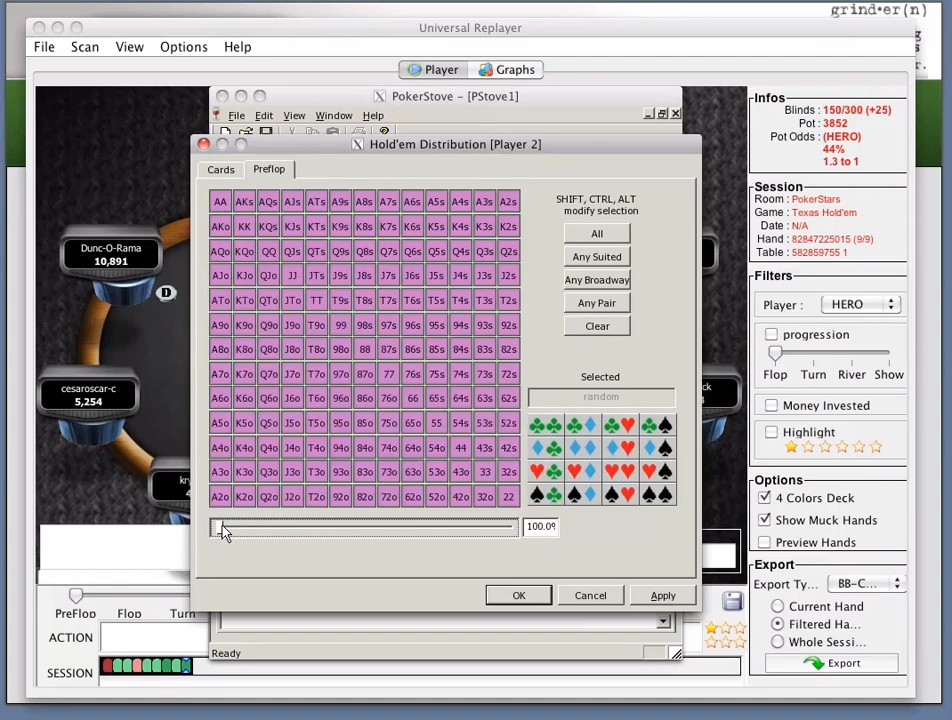 grind•er(n)
Universal Replayer
File Scan View Options Help
Player Graphs
PokerStove - [PStove1]
File Edit View Window Help
Hold'em Distribution [Player 2]
Cards Preflop
AA AKs AQs AJs ATs A9s A8s A7s A6s A5s A4s A3s A2s
AKo KK KQs KJs KTs K9s K8s K7s K6s K5s K4s K3s K2s
AQo KQo QQ QJs QTs Q9s Q8s Q7s Q6s Q5s Q4s Q3s Q2s
AJo KJo QJo JJ JTs J9s J8s J7s J6s J5s J4s J3s J2s
ATo KTo QTo JTo TT T9s T8s T7s T6s T5s T4s T3s T2s
A9o K9o Q9o J9o T9o 99 98s 97s 96s 95s 94s 93s 92s
A8o K8o Q8o J8o T8o 98o 88 87s 86s 85s 84s 83s 82s
A7o K7o Q7o J7o T7o 97o 87o 77 76s 75s 74s 73s 72s
A6o K6o Q6o J6o T6o 96o 86o 76o 66 65s 64s 63s 62s
A5o K5o Q5o J5o T5o 95o 85o 75o 65o 55 54s 53s 52s
A4o K4o Q4o J4o T4o 94o 84o 74o 64o 54o 44 43s 42s
A3o K3o Q3o J3o T3o 93o 83o 73o 63o 53o 43o 33 32s
A2o K2o Q2o J2o T2o 92o 82o 72o 62o 52o 42o 32o 22
100.0%
SHIFT, CTRL, ALT
modify selection
All
Any Suited
Any Broadway
Any Pair
Clear
Selected
random
OK Cancel Apply
Ready
Dunc-O-Rama
10,891
D
cesaroscar-c
5,254
PreFlop Flop Turn
ACTION
SESSION
Infos
Blinds : 150/300 (+25)
Pot : 3852
Pot Odds : (HERO)
44%
1.3 to 1
Session
Room : PokerStars
Game : Texas Hold'em
Date : N/A
Hand : 82847225015 (9/9)
Table : 582859755 1
Filters
Player : HERO
progression
Flop Turn River Show
Money Invested
Highlight
Options
4 Colors Deck
Show Muck Hands
Preview Hands
Export
Export Ty... BB-C...
Current Hand
Filtered Ha...
Whole Sessi...
Export